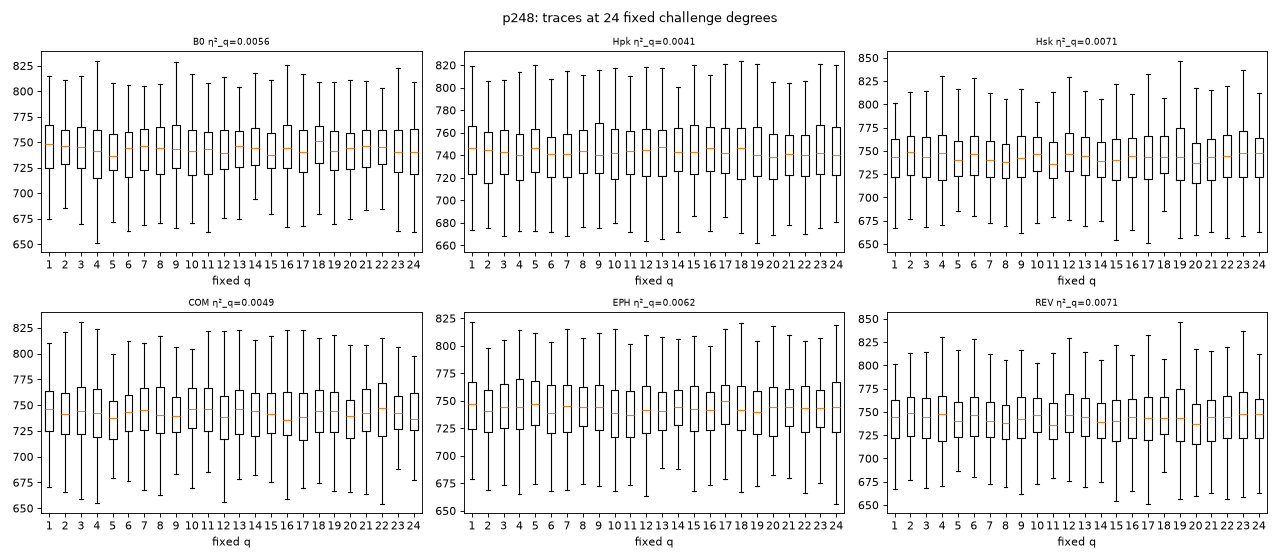 p248: traces at 24 fixed challenge degrees
B0 η²_q=0.0056
825
800
775
750
725
700
675
650
1 2 3 4 5 6 7 8 9 10 11 12 13 14 15 16 17 18 19 20 21 22 23 24
fixed q
Hpk η²_q=0.0041
820
800
780
760
740
720
700
680
660
1 2 3 4 5 6 7 8 9 10 11 12 13 14 15 16 17 18 19 20 21 22 23 24
fixed q
Hsk η²_q=0.0071
850
825
800
775
750
725
700
675
650
1 2 3 4 5 6 7 8 9 10 11 12 13 14 15 16 17 18 19 20 21 22 23 24
fixed q
COM η²_q=0.0049
825
800
775
750
725
700
675
650
1 2 3 4 5 6 7 8 9 10 11 12 13 14 15 16 17 18 19 20 21 22 23 24
fixed q
EPH η²_q=0.0062
825
800
775
750
725
700
675
650
1 2 3 4 5 6 7 8 9 10 11 12 13 14 15 16 17 18 19 20 21 22 23 24
fixed q
REV η²_q=0.0071
850
825
800
775
750
725
700
675
650
1 2 3 4 5 6 7 8 9 10 11 12 13 14 15 16 17 18 19 20 21 22 23 24
fixed q